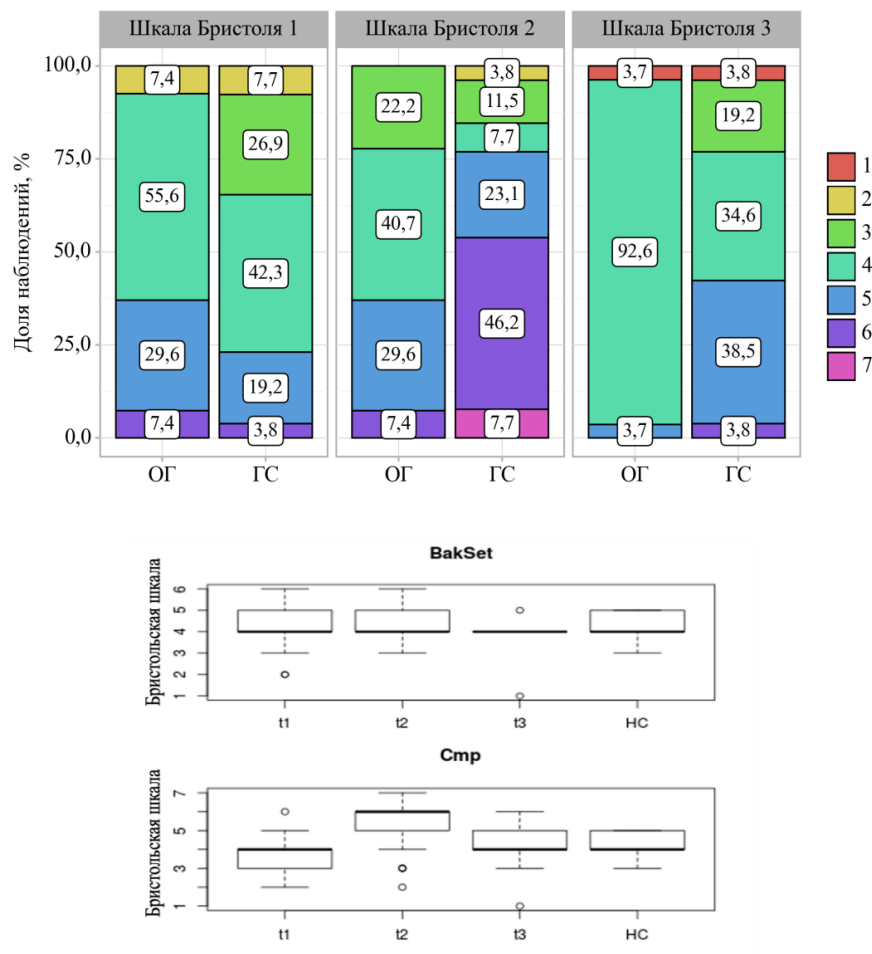 Шкала Бристоля 1
Шкала Бристоля 2
Шкала Бристоля 3
Доля наблюдений, %
100,0
75,0
50,0
25,0
0,0
7,4
55,6
29,6
7,4
7,7
26,9
42,3
19,2
3,8
22,2
40,7
29,6
7,4
3,8
11,5
7,7
23,1
46,2
7,7
3,7
92,6
3,7
3,8
19,2
34,6
38,5
3,8
ОГ
ГС
ОГ
ГС
ОГ
ГС
1
2
3
4
5
6
7
BakSet
Бристольская шкала
6
5
4
3
2
1
t1
t2
t3
HC
Cmp
Бристольская шкала
7
5
3
1
t1
t2
t3
HC